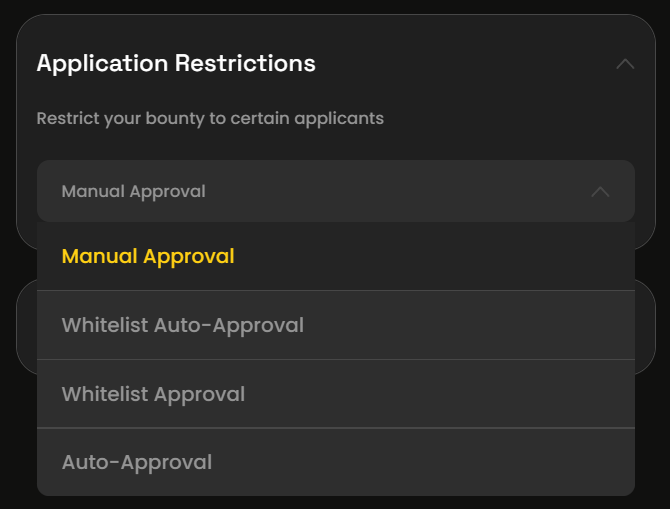 Application Restrictions
Restrict your bounty to certain applicants
Manual Approval
Manual Approval
Whitelist Auto-Approval
Whitelist Approval
Auto-Approval